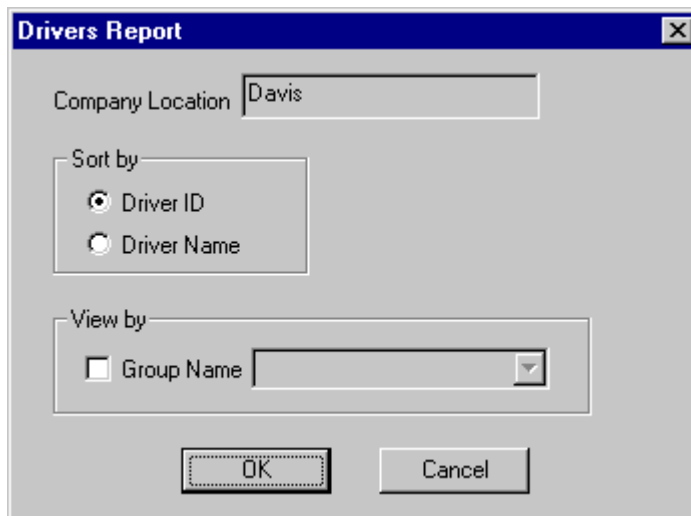 Drivers Report
Company Location Davis
Sort by
Driver ID
Driver Name
View by
Group Name
OK Cancel